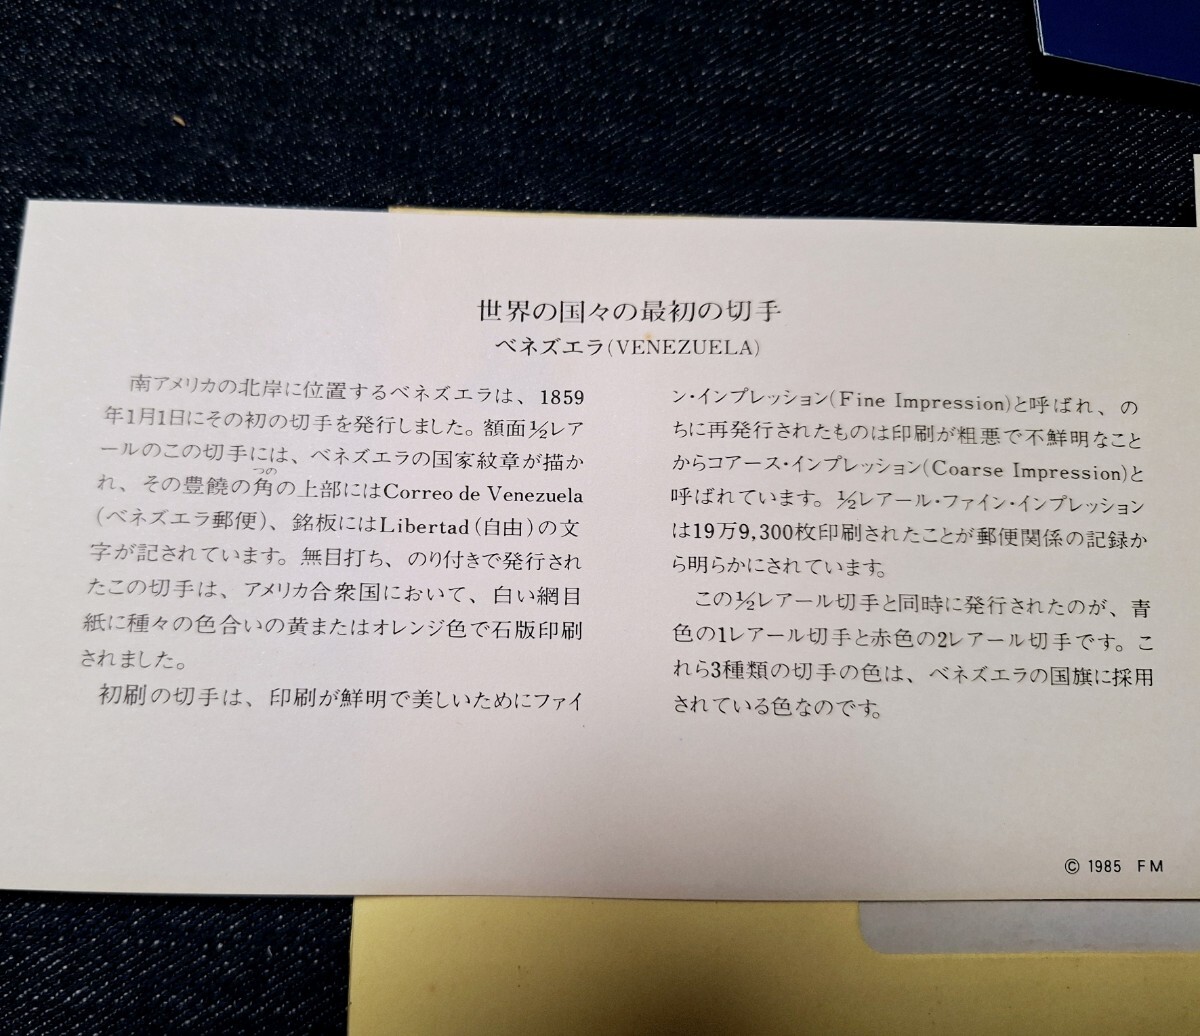 世界の国々の最初の切手
ベネズエラ(VENEZUELA)
南アメリカの北岸に位置するベネズエラは、1859
年1月1日にその初の切手を発行しました。額面½レア
ールのこの切手には、ベネズエラの国家紋章が描か
れ、その豊饒の角の上部にはCorreo de Venezuela
つの
(ベネズエラ郵便)、銘板にはLibertad(自由)の文
字が記されています。無目打ち、のり付きで発行され
たこの切手は、アメリカ合衆国において、白い網目
紙に種々の色合いの黄またはオレンジ色で石版印刷
されました。
初刷の切手は、印刷が鮮明で美しいためにファイ
ン・インプレッション(Fine Impression)と呼ばれ、の
ちに再発行されたものは印刷が粗悪で不鮮明なこと
からコアース・インプレッション(Coarse Impression)と
呼ばれています。½レアール・ファイン・インプレッション
は19万9,300枚印刷されたことが郵便関係の記録か
ら明らかにされています。
この½レアール切手と同時に発行されたのが、青
色の1レアール切手と赤色の2レアール切手です。こ
れら3種類の切手の色は、ベネズエラの国旗に採用
されている色なのです。
© 1985 FM